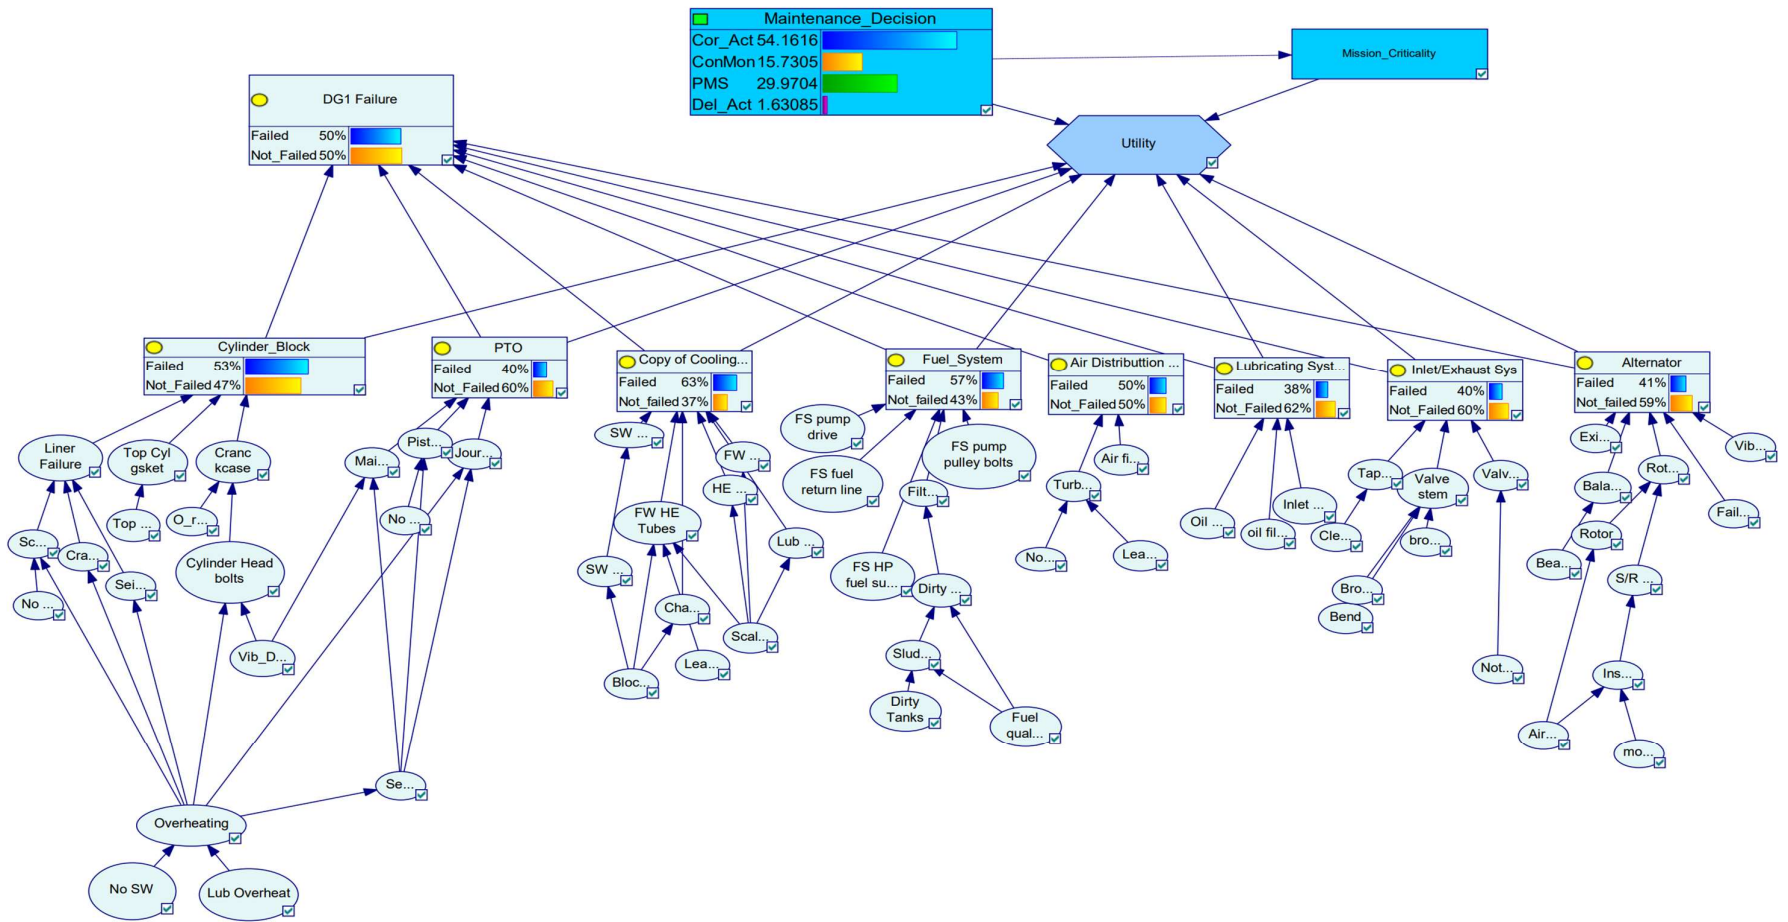 Maintenance_Decision
Cor_Act 54.1616
ConMon 15.7305
PMS 29.9704
Del_Act 1.63085
Mission_Criticality
DG1 Failure
Failed 50%
Not_Failed 50%
Utility
Cylinder_Block
Failed 53%
Not_Failed 47%
PTO
Failed 40%
Not_Failed 60%
Copy of Cooling...
Failed 63%
Not_failed 37%
Fuel_System
Failed 57%
Not_failed 43%
Air Distributtion ...
Failed 50%
Not_Failed 50%
Lubricating Syst...
Failed 38%
Not_Failed 62%
Inlet/Exhaust Sys
Failed 40%
Not_Failed 60%
Alternator
Failed 41%
Not_failed 59%
Liner
Failure
Top Cyl
gsket
Cranc
kcase
Mai...
Pist...
Jour...
SW ...
FW ...
HE ...
FS pump
drive
FS fuel
return line
FS pump
pulley bolts
Filt...
Turb...
Air fi...
Tap...
Valve
stem
Valv...
Exi...
Bala...
Rot...
Vib...
Fail...
Sc...
Cra...
Sei...
No ...
Top ...
O_r...
Cylinder Head
bolts
Vib_D...
No ...
FW HE
Tubes
SW ...
Lub ...
Cha...
Scal...
Lea...
Bloc...
FS HP
fuel su...
Dirty ...
Slud...
Dirty
Tanks
Fuel
qual...
No...
Lea...
Oil ...
oil fil...
Inlet ...
Cle...
bro...
Bro...
Bend
Not...
Bea...
Rotor
S/R ...
Ins...
Air...
mo...
Se...
Overheating
No SW
Lub Overheat